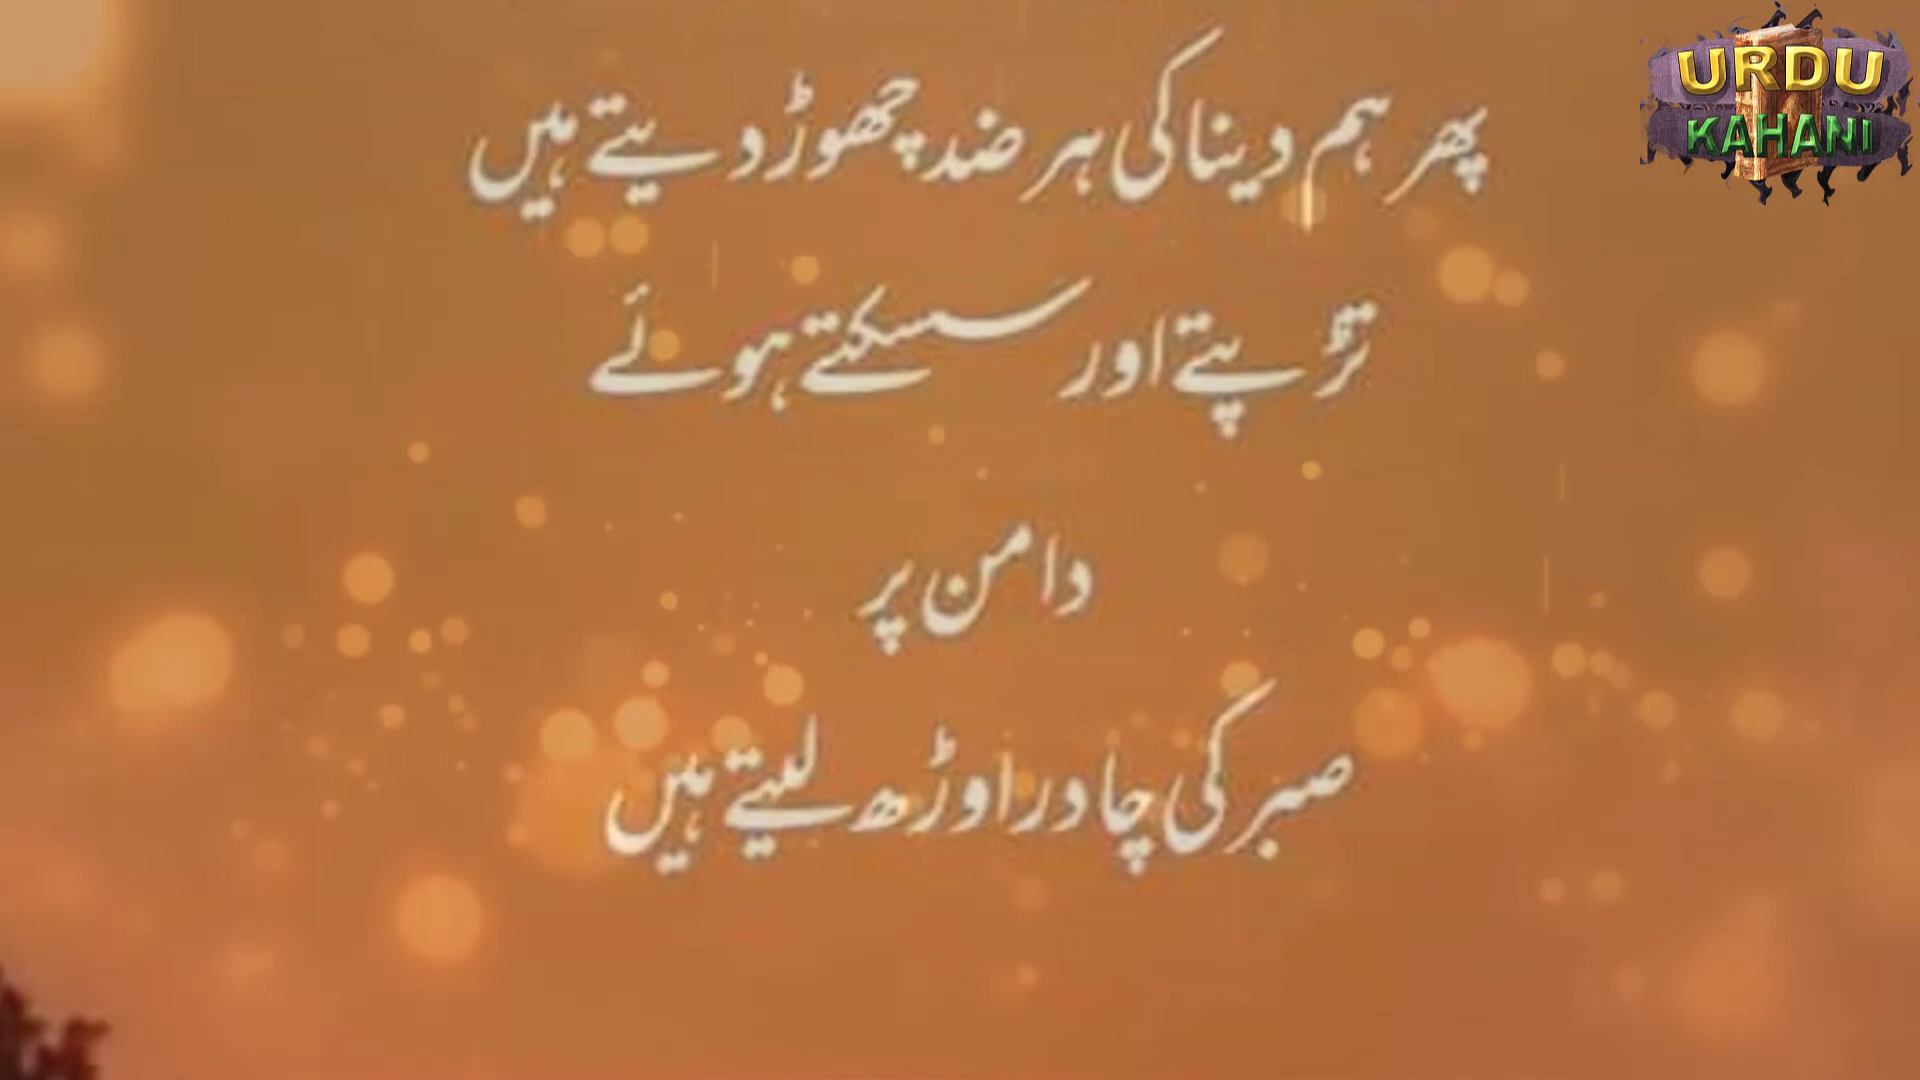 URDU
KAHANI
پھر ہم دینا کی ہر ضد چھوڑ دیتے ہیں
تڑپتے اور سسکتے ہوئے
دامن پر
صبر کی چادر اوڑھ لیتے ہیں